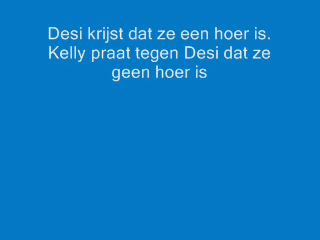 Desi krijst dat ze een hoer is.
Kelly praat tegen Desi dat ze
geen hoer is